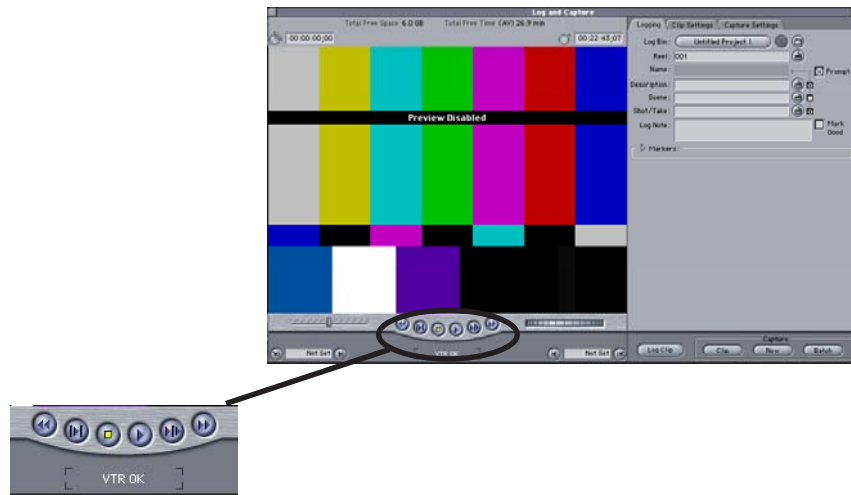 Log and Capture
Total Free Space 6.0 GB Total Free Time (AV) 26.9 min
00:00:00;00
00:22:43;07
Preview Disabled
Not Set
VTR OK
Not Set
Logging Clip Settings Capture Settings
Log Bin: Untitled Project 1
Reel: 001
Name: Prompt
Description:
Scene:
Shot/Take:
Log Note: Mark Good
Markers:
Capture
Log Clip Clip Now Batch
VTR OK